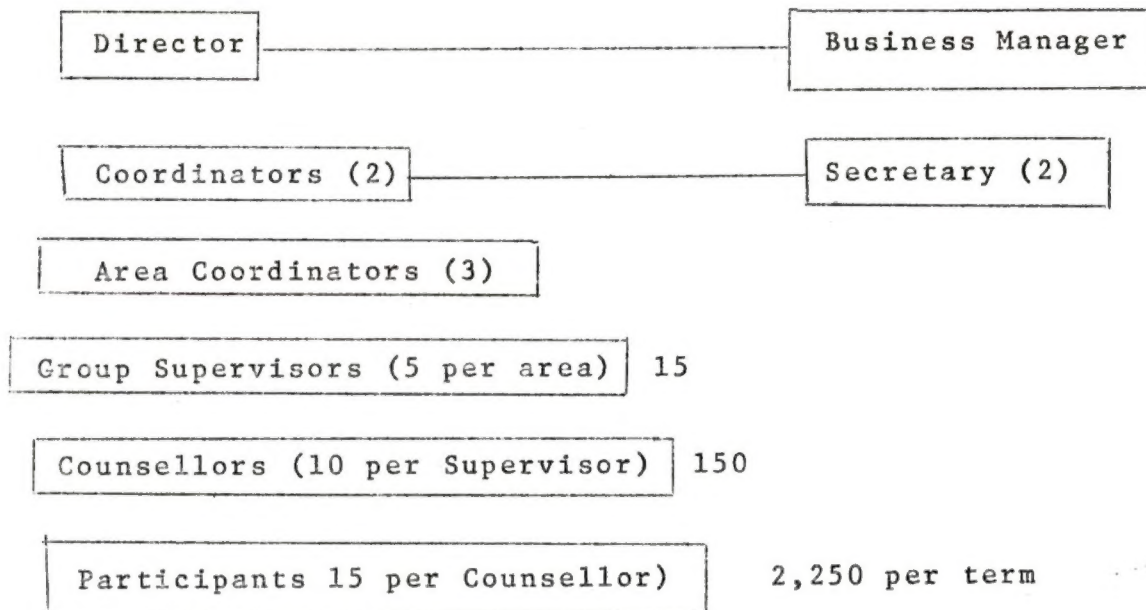 Director Business Manager
Coordinators (2) Secretary (2)
Area Coordinators (3)
Group Supervisors (5 per area) 15
Counsellors (10 per Supervisor) 150
Participants 15 per Counsellor) 2,250 per term